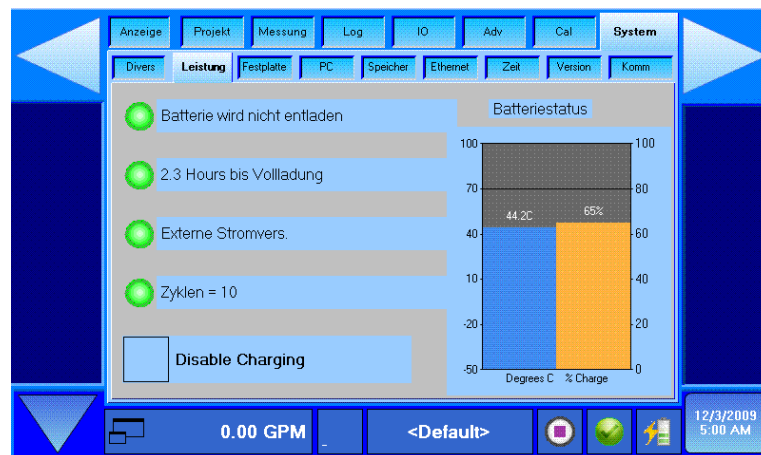 Anzeige Projekt Messung Log IO Adv Cal System
Divers Leistung Festplatte PC Speicher Ethernet Zeit Version Komm
Batteriestatus
Batterie wird nicht entladen
2.3 Hours bis Vollladung
Externe Stromvers.
Zyklen = 10
Disable Charging
100 100
70 80
44.2C 65%
40 60
10 40
-20 20
-50 0
Degrees C % Charge
0.00 GPM _ <Default>
12/3/2009
5:00 AM